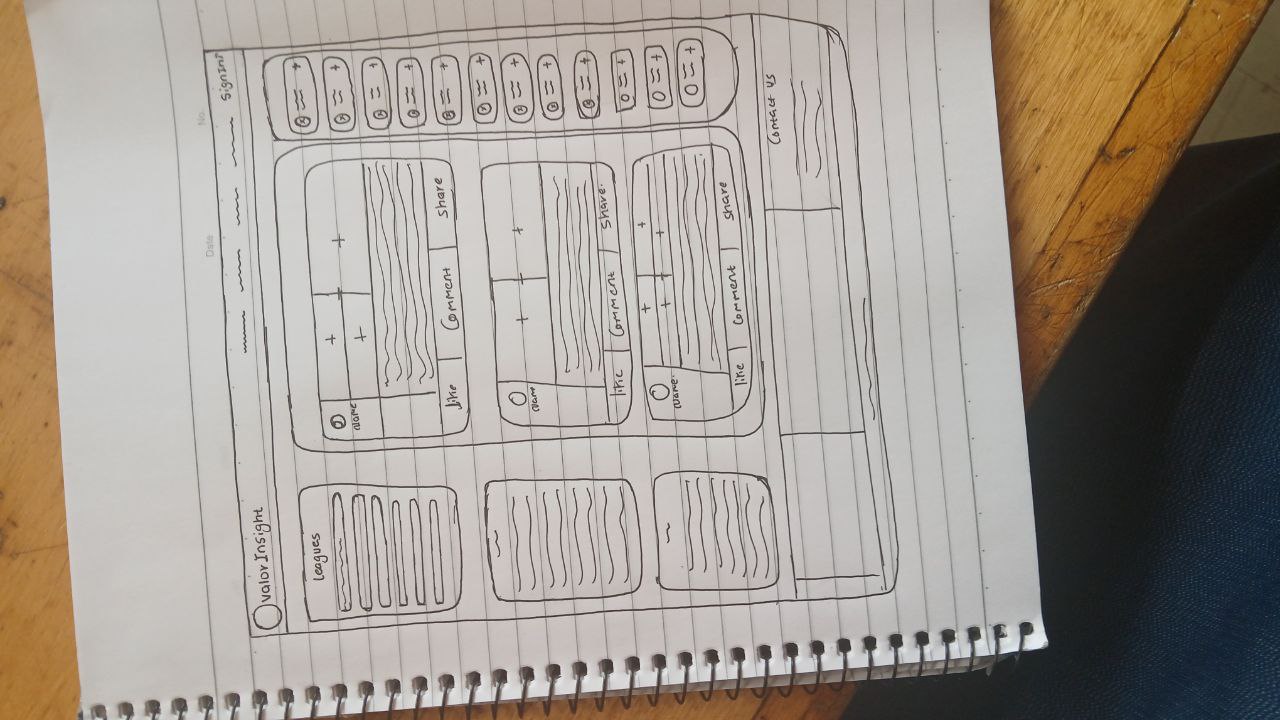 No.
Date
Valor Insight
Sign In
Leagues
Name
like | Comment | share
Name
like | Comment | share
Name
like | Comment | share
Contact us